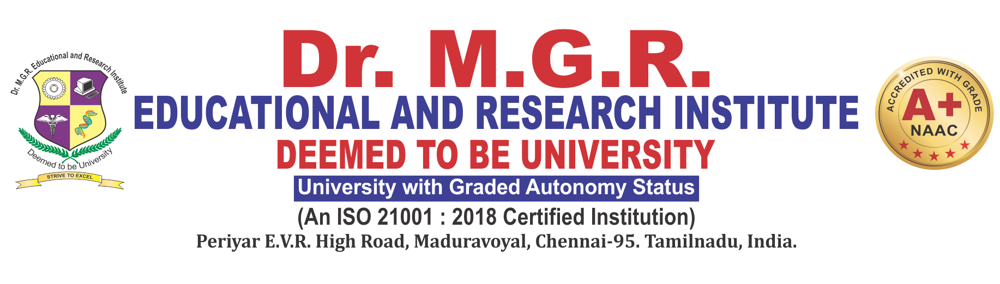 Dr. M.G.R. Educational and Research Institute
Deemed to be University
STRIVE TO EXCEL
Dr. M.G.R.
EDUCATIONAL AND RESEARCH INSTITUTE
DEEMED TO BE UNIVERSITY
University with Graded Autonomy Status
(An ISO 21001 : 2018 Certified Institution)
Periyar E.V.R. High Road, Maduravoyal, Chennai-95. Tamilnadu, India.
ACCREDITED WITH GRADE
A+
NAAC